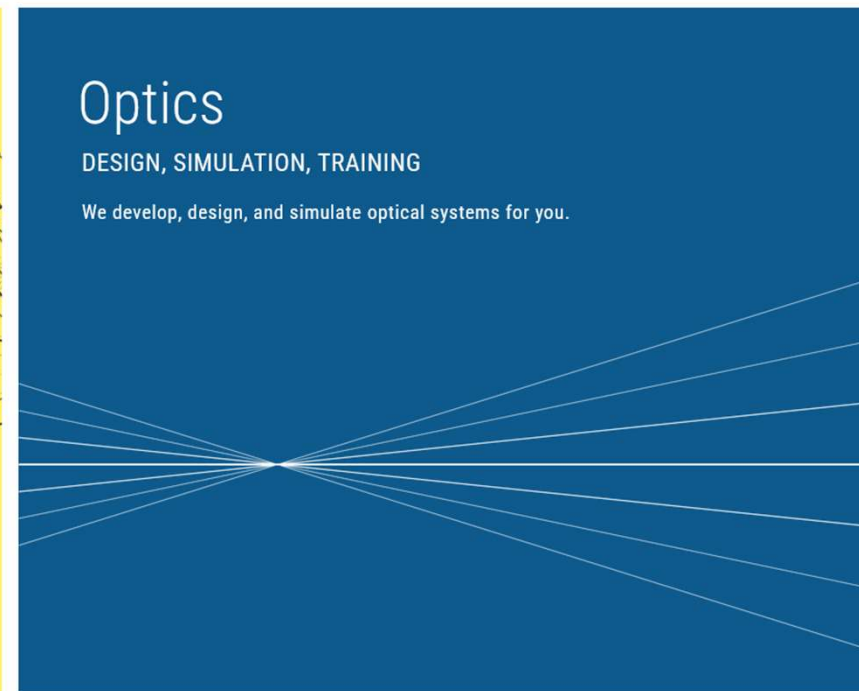 Optics
DESIGN, SIMULATION, TRAINING
We develop, design, and simulate optical systems for you.